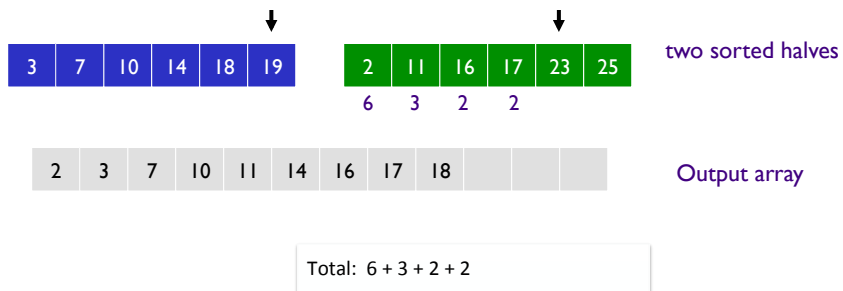 3 7 10 14 18 19 2 11 16 17 23 25 two sorted halves
6 3 2 2
2 3 7 10 11 14 16 17 18 Output array
Total: 6 + 3 + 2 + 2